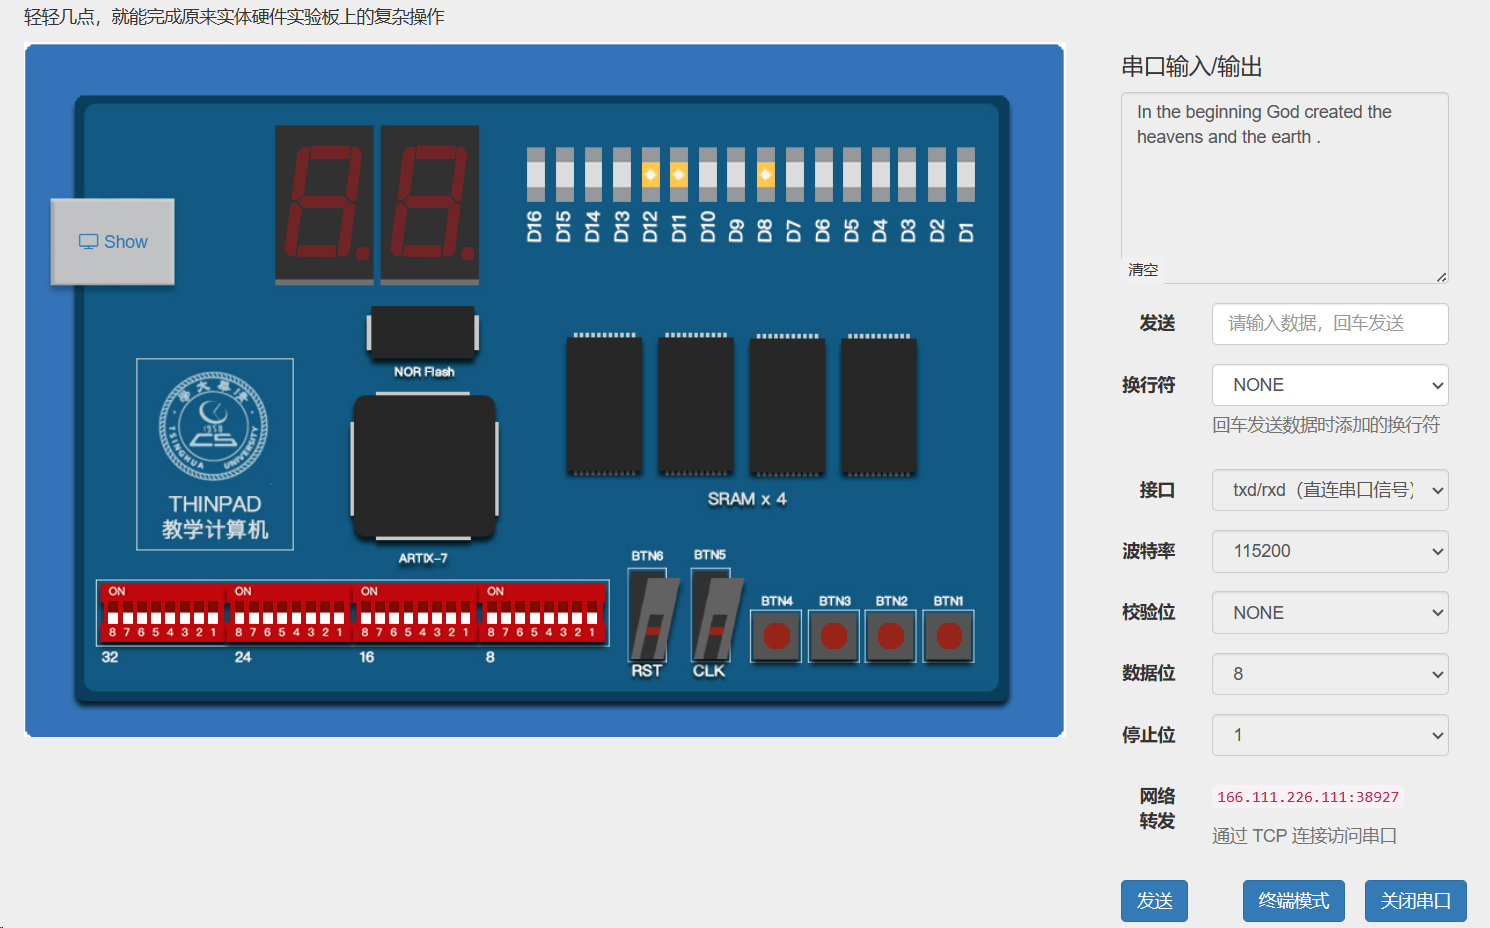 轻轻几点，就能完成原来实体硬件实验板上的复杂操作
Show
D16 D15 D14 D13 D12 D11 D10 D9 D8 D7 D6 D5 D4 D3 D2 D1
NOR Flash
TSINGHUA UNIVERSITY
1958
CS
THINPAD
教学计算机
SRAM x 4
ARTIX-7
ON ON ON ON
8 7 6 5 4 3 2 1 8 7 6 5 4 3 2 1 8 7 6 5 4 3 2 1 8 7 6 5 4 3 2 1
32 24 16 8
BTN6 BTN5
RST CLK
BTN4 BTN3 BTN2 BTN1
串口输入/输出
In the beginning God created the
heavens and the earth .
清空
发送 请输入数据，回车发送
换行符 NONE
回车发送数据时添加的换行符
接口 txd/rxd（直连串口信号）
波特率 115200
校验位 NONE
数据位 8
停止位 1
网络
转发
166.111.226.111:38927
通过 TCP 连接访问串口
发送 终端模式 关闭串口